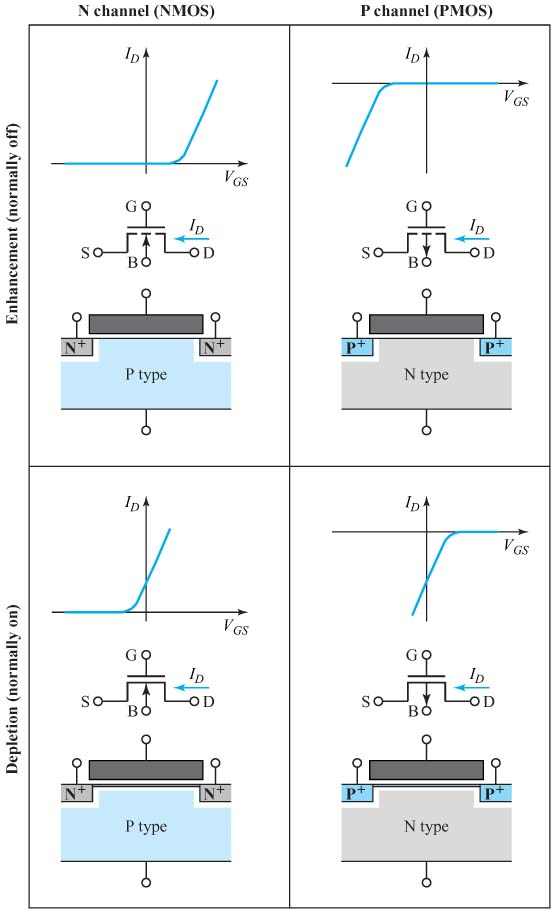 N channel (NMOS)
P channel (PMOS)
Enhancement (normally off)
I_D
V_GS
G
I_D
S
B
D
N+
N+
P type
I_D
V_GS
G
I_D
S
B
D
P+
P+
N type
Depletion (normally on)
I_D
V_GS
G
I_D
S
B
D
N+
N+
P type
I_D
V_GS
G
I_D
S
B
D
P+
P+
N type